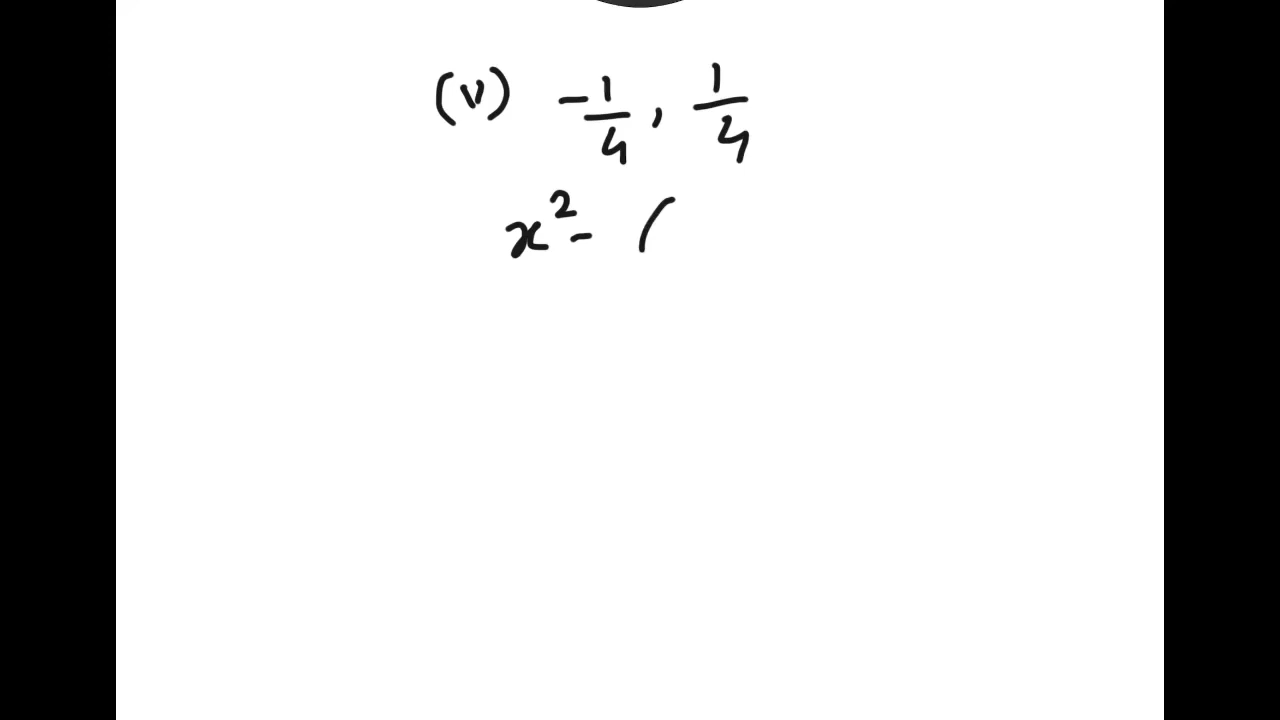 (v) -1/4, 1/4
x² - (